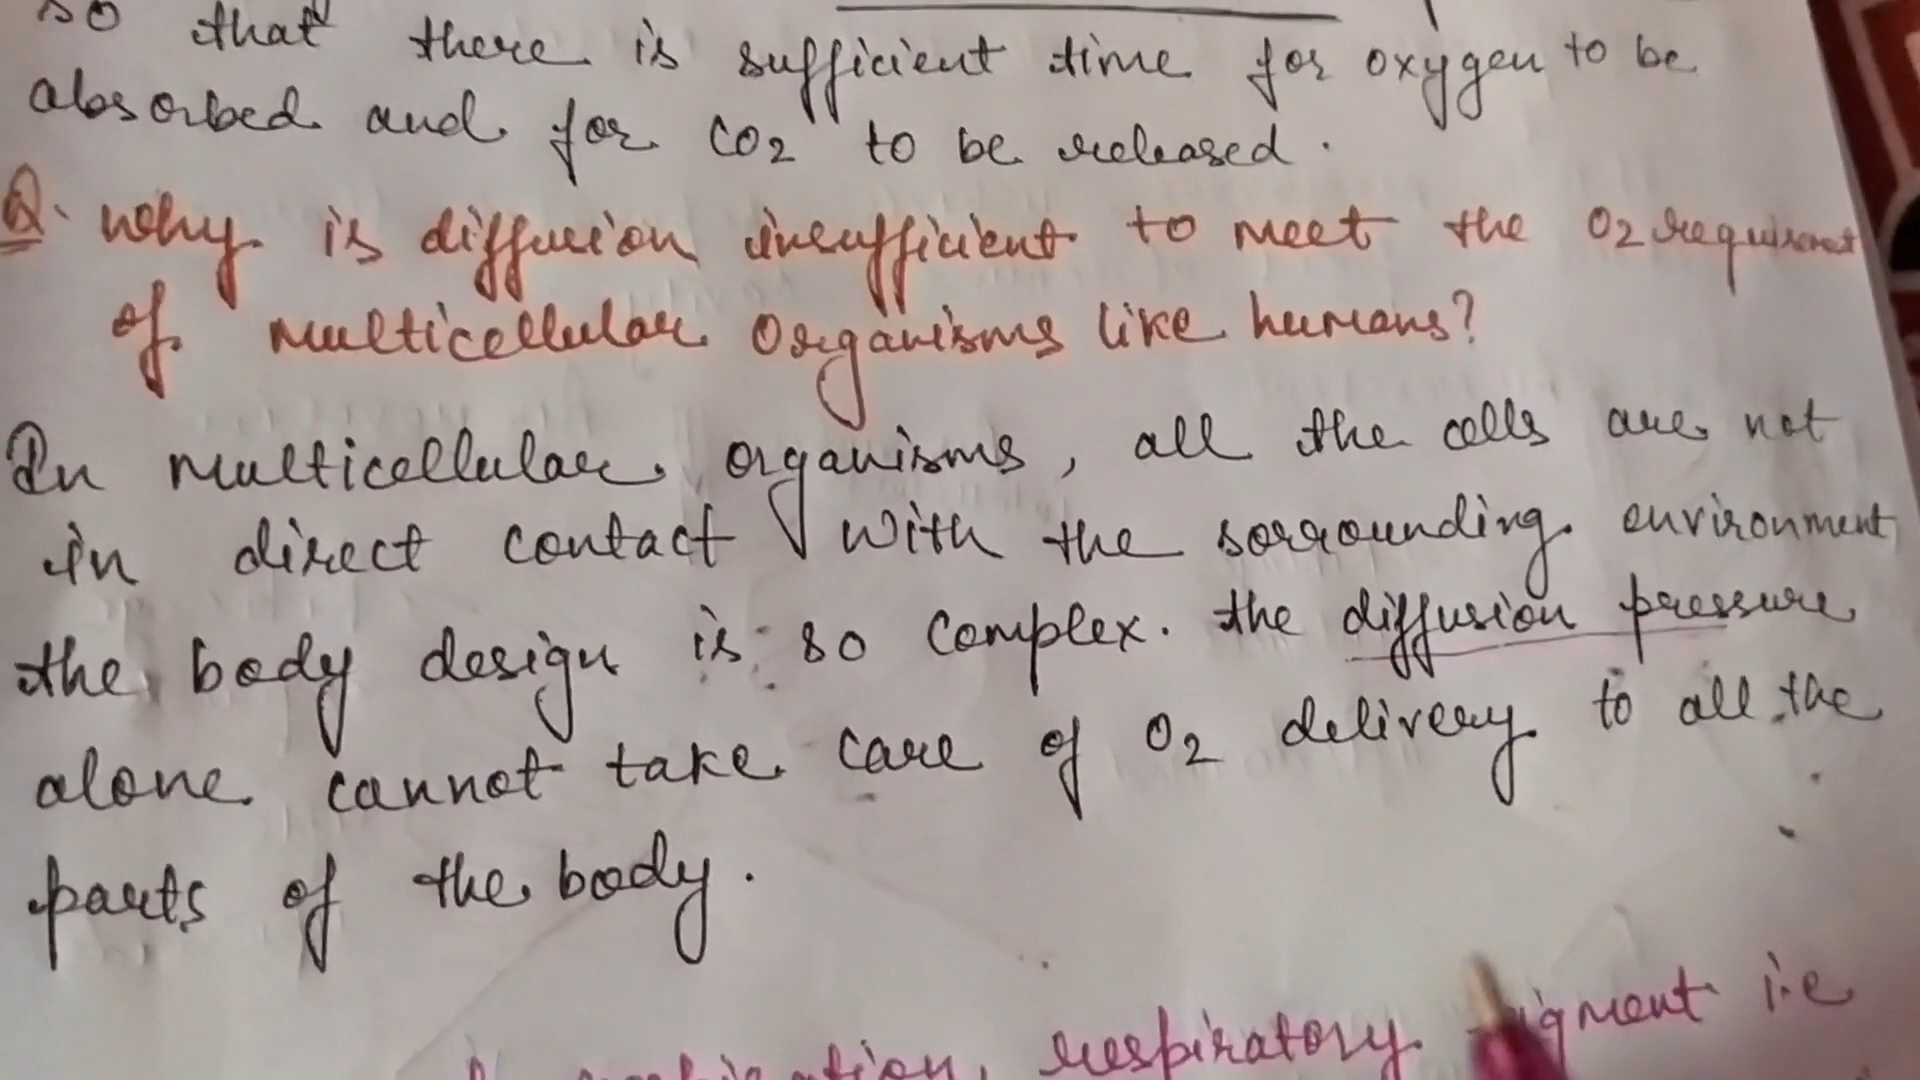 so that there is sufficient time for oxygen to be
absorbed and for CO2 to be released.
Q. Why is diffusion insufficient to meet the O2 requirement
of multicellular organisms like humans?
In multicellular organisms, all the cells are not
in direct contact with the sorrounding environment
the body design is so complex. the diffusion pressure
alone cannot take care of O2 delivery to all the
parts of the body.
respiratory i.e